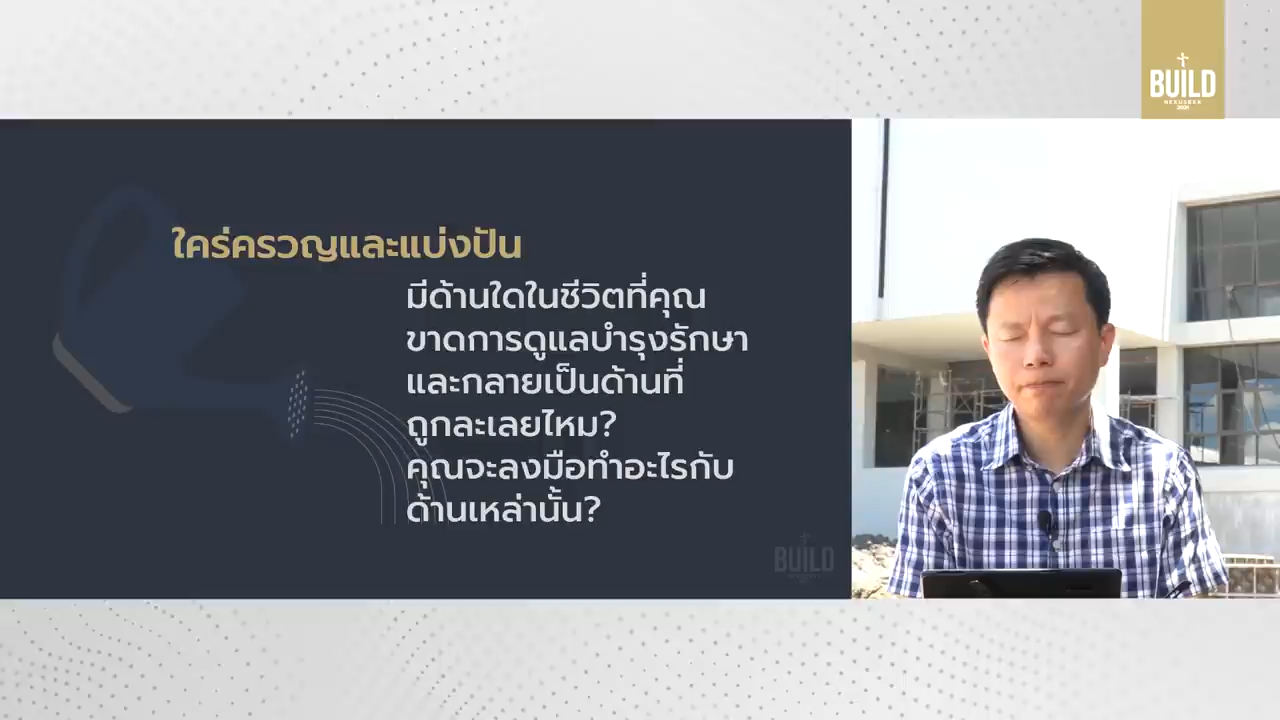 BUILD
NEXUSBKK
2021
ใคร่ครวญและแบ่งปัน
มีด้านใดในชีวิตที่คุณ
ขาดการดูแลบำรุงรักษา
และกลายเป็นด้านที่
ถูกละเลยไหม?
คุณจะลงมือทำอะไรกับ
ด้านเหล่านั้น?
BUILD